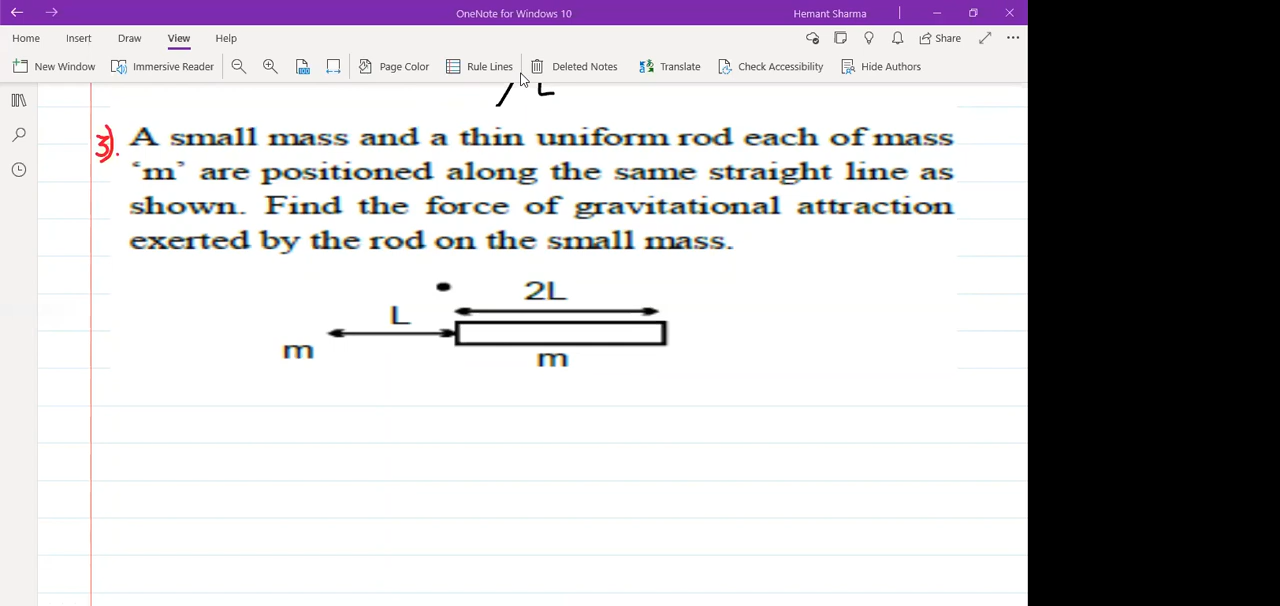 OneNote for Windows 10
Hemant Sharma
Home Insert Draw View Help
Share
New Window Immersive Reader Page Color Rule Lines Deleted Notes Translate Check Accessibility Hide Authors
L
3). A small mass and a thin uniform rod each of mass
‘m’ are positioned along the same straight line as
shown. Find the force of gravitational attraction
exerted by the rod on the small mass.
2L
L
m
m